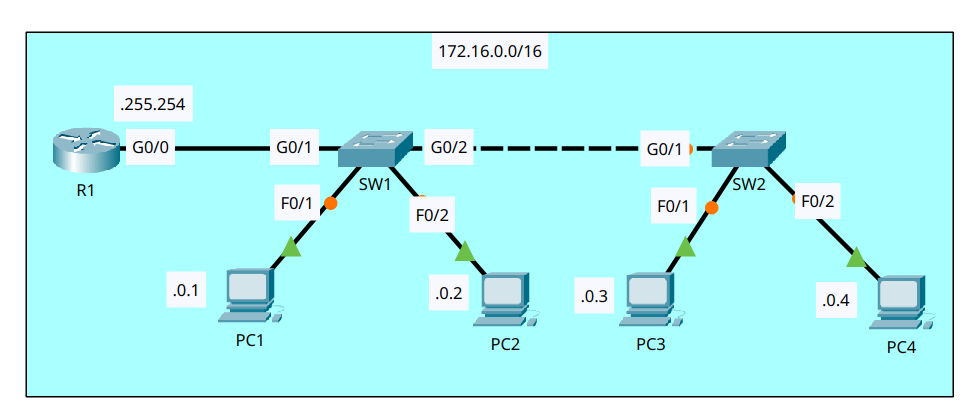 172.16.0.0/16
.255.254
G0/0
G0/1
G0/2
G0/1
R1
SW1
SW2
F0/1
F0/2
F0/1
F0/2
.0.1
.0.2
.0.3
.0.4
PC1
PC2
PC3
PC4